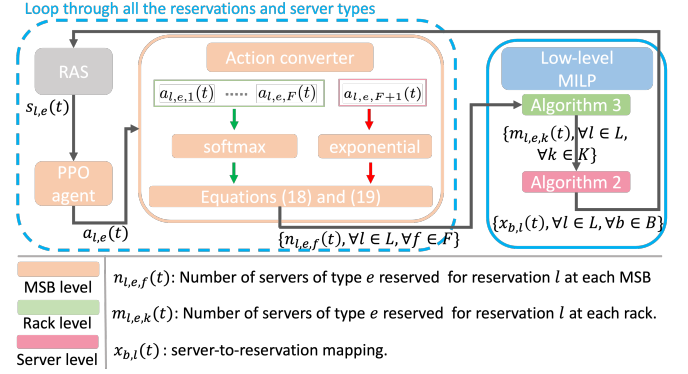 Loop through all the reservations and server types
RAS
s_{l,e}(t)
PPO
agent
a_{l,e}(t)
Action converter
a_{l,e,1}(t) ...... a_{l,e,F}(t)
a_{l,e,F+1}(t)
softmax
exponential
Equations (18) and (19)
{n_{l,e,f}(t), ∀l ∈ L, ∀f ∈ F}
Low-level
MILP
Algorithm 3
{m_{l,e,k}(t), ∀l ∈ L,
∀k ∈ K}
Algorithm 2
{x_{b,l}(t), ∀l ∈ L, ∀b ∈ B}
MSB level
n_{l,e,f}(t): Number of servers of type e reserved for reservation l at each MSB
Rack level
m_{l,e,k}(t): Number of servers of type e reserved for reservation l at each rack.
Server level
x_{b,l}(t) : server-to-reservation mapping.